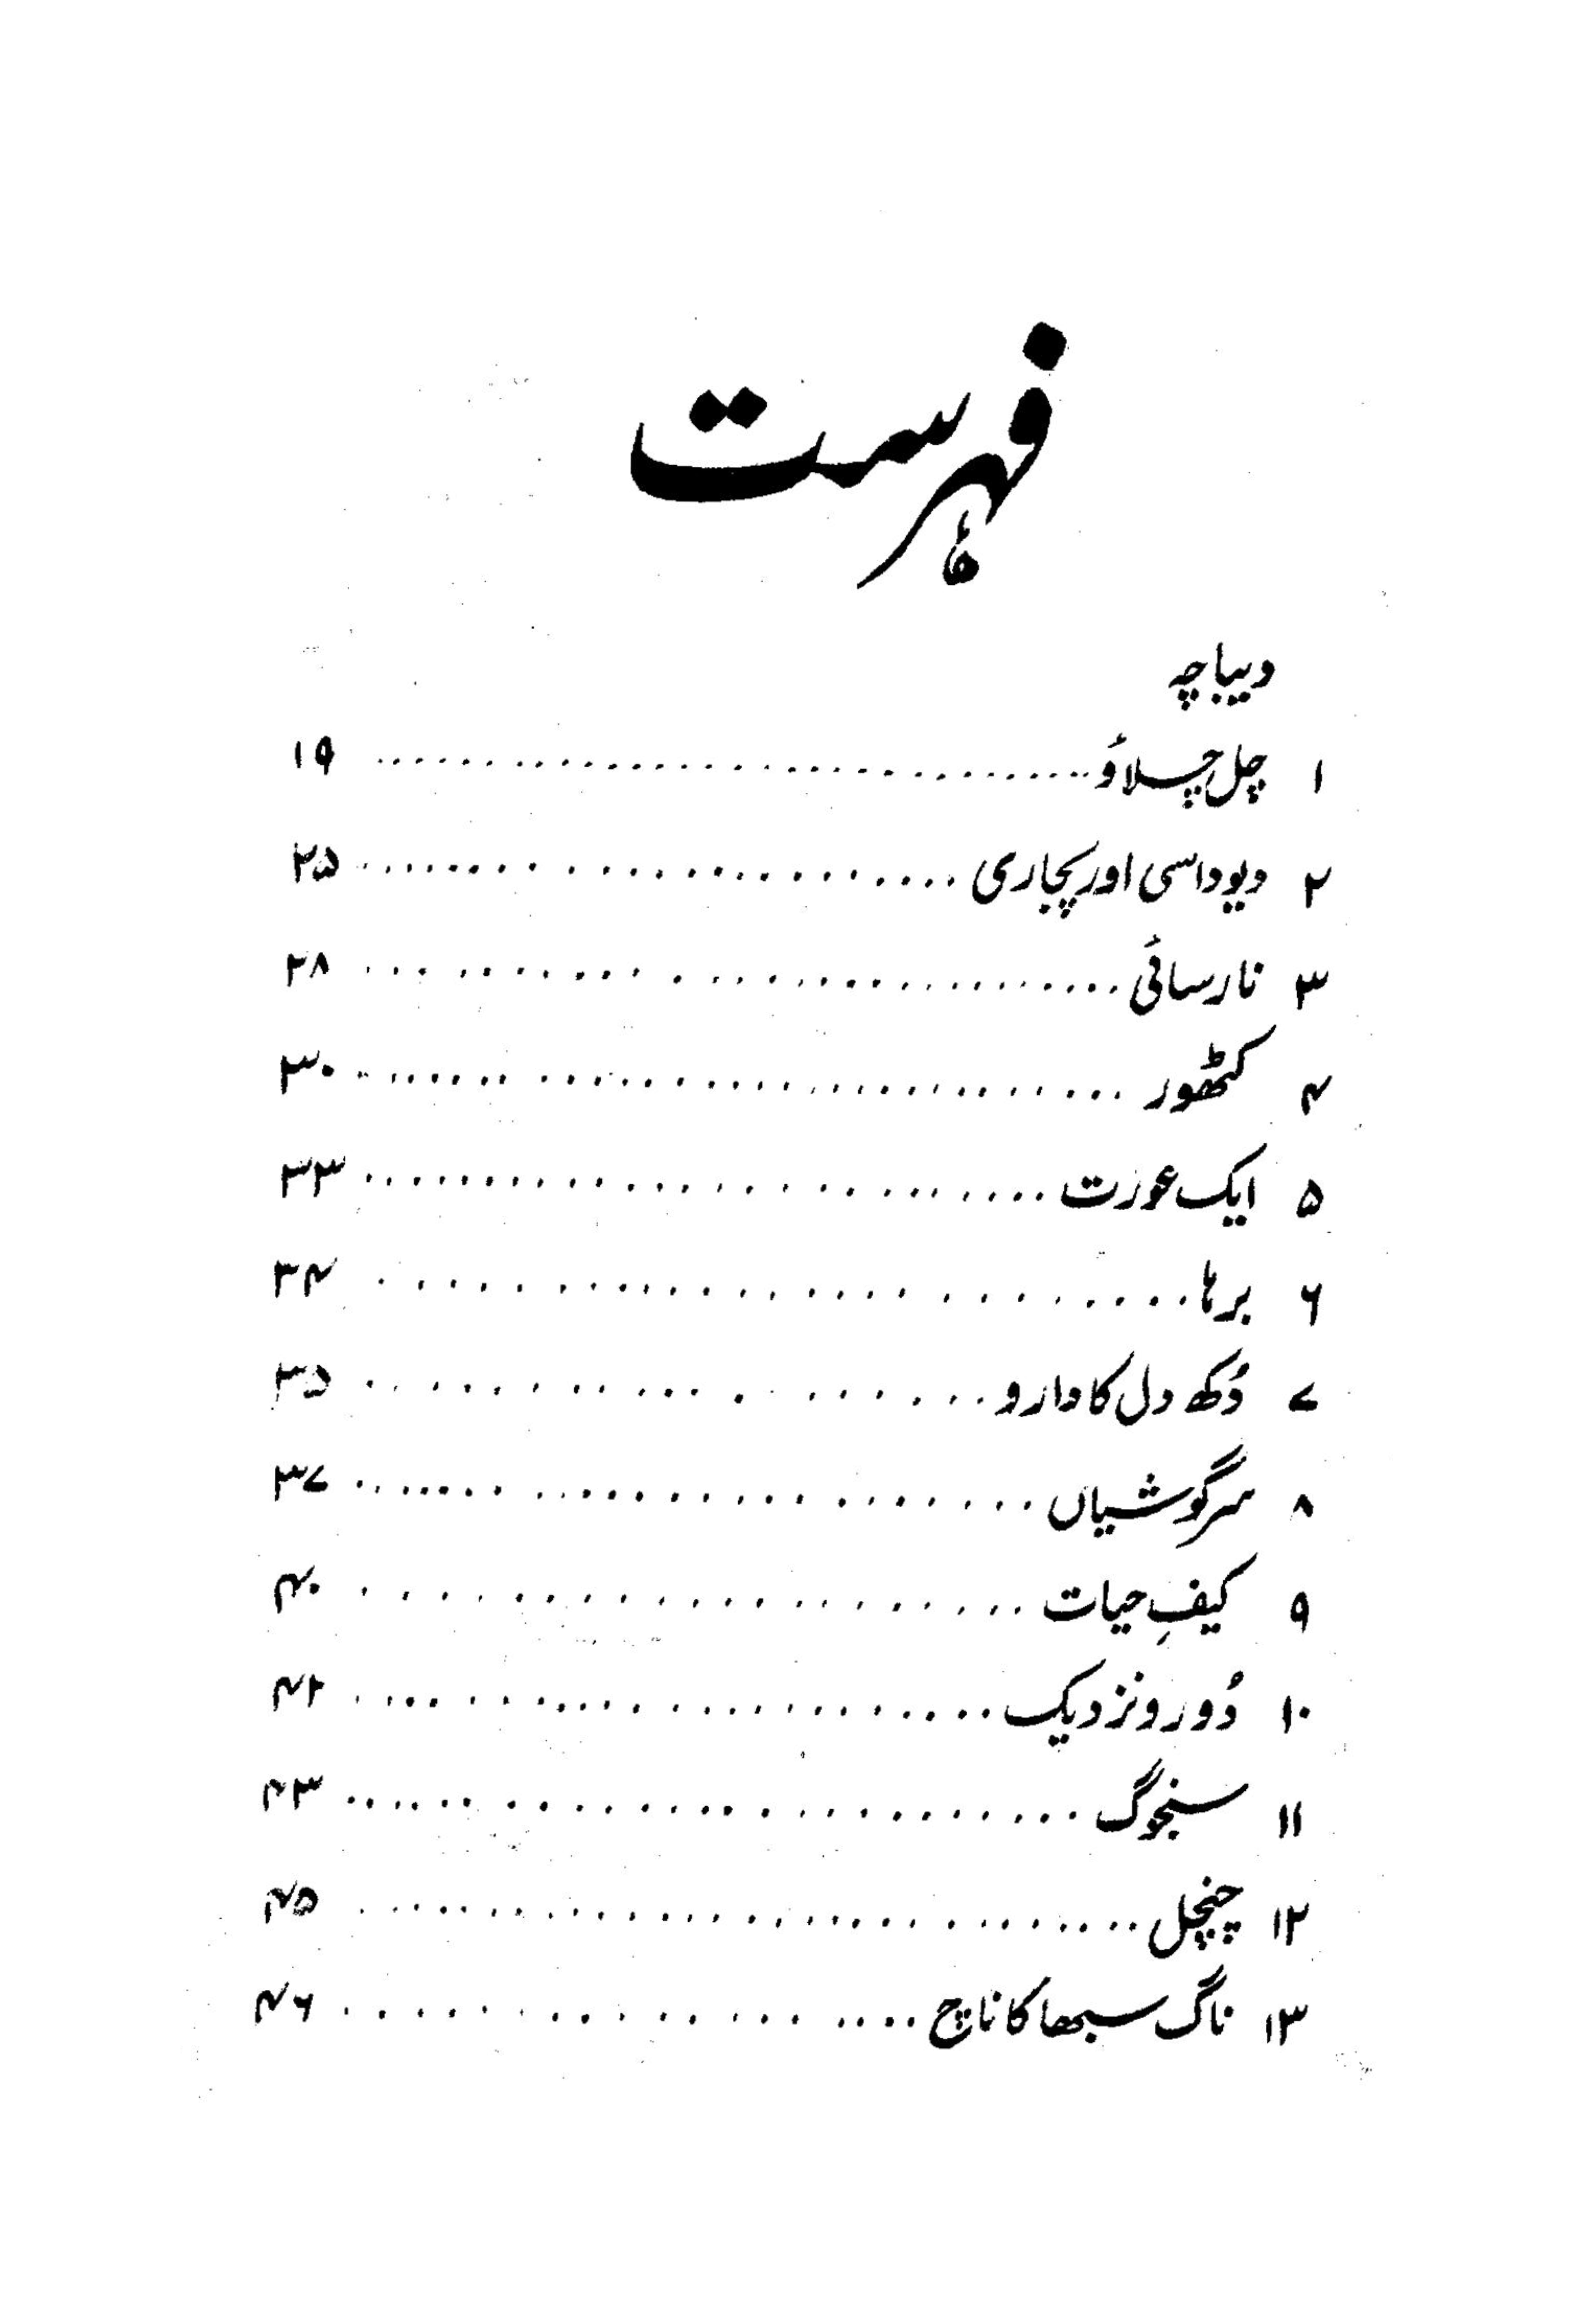 فہرست
دیباچہ
۱ چل چلاؤ .............................. ۱۹
۲ دیوداسی اور پجاری .............................. ۲۵
۳ نارسائی .............................. ۲۸
۴ کٹھور .............................. ۳۰
۵ ایک عورت .............................. ۳۳
۶ برہا .............................. ۳۴
۷ دُکھ دل کا دارو .............................. ۳۵
۸ سرگوشیاں .............................. ۳۷
۹ کیفِ حیات .............................. ۴۰
۱۰ دُور و نزدیک .............................. ۴۲
۱۱ سنجوگ .............................. ۴۳
۱۲ چنچل .............................. ۴۵
۱۳ ناگ سبھا کا ناچ .............................. ۴۶